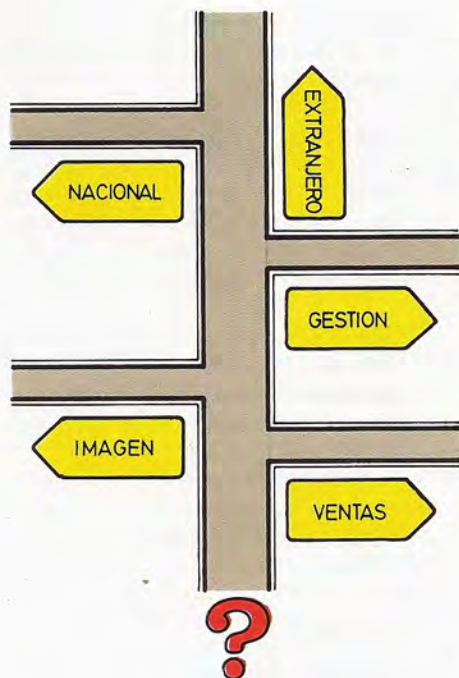 EXTRANJERO
NACIONAL
GESTION
IMAGEN
VENTAS
?